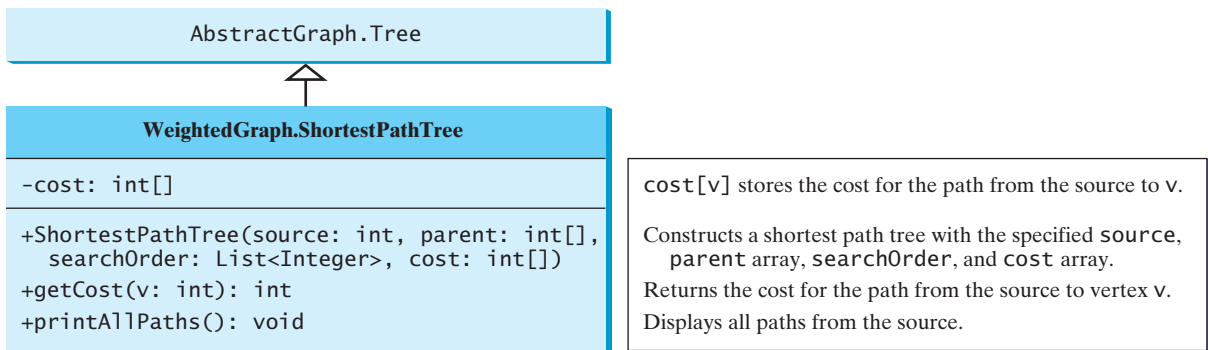 AbstractGraph.Tree
WeightedGraph.ShortestPathTree
-cost: int[]
cost[v] stores the cost for the path from the source to v.
+ShortestPathTree(source: int, parent: int[],
searchOrder: List<Integer>, cost: int[])
Constructs a shortest path tree with the specified source,
parent array, searchOrder, and cost array.
+getCost(v: int): int
Returns the cost for the path from the source to vertex v.
+printAllPaths(): void
Displays all paths from the source.